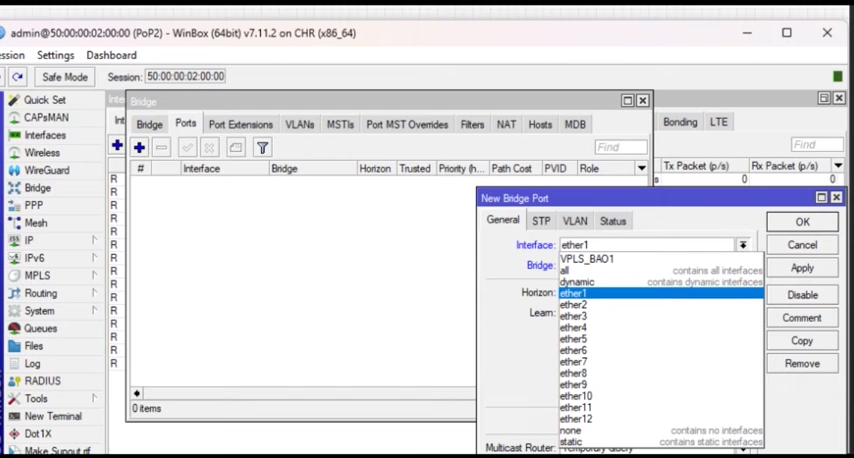 admin@50:00:00:02:00:00 (PoP2) - WinBox (64bit) v7.11.2 on CHR (x86_64)
ession Settings Dashboard
Safe Mode Session: 50:00:00:02:00:00
Quick Set
CAPsMAN
Interfaces
Wireless
WireGuard
Bridge
PPP
Mesh
IP
IPv6
MPLS
Routing
System
Queues
Files
Log
RADIUS
Tools
New Terminal
Dot1X
Make Supout.rif
Inte
Int
R
R
R
R
R
R
R
R
R
R
R
Bridge
Bridge Ports Port Extensions VLANs MSTIs Port MST Overrides Filters NAT Hosts MDB
Find
# Interface Bridge Horizon Trusted Priority (h... Path Cost PVID Role
0 items
Bonding LTE
Find
Tx Packet (p/s) Rx Packet (p/s)
s 0 0
New Bridge Port
General STP VLAN Status
Interface: ether1
Bridge:
Horizon:
Learn:
VPLS_BAO1
all contains all interfaces
dynamic contains dynamic interfaces
ether1
ether2
ether3
ether4
ether5
ether6
ether7
ether8
ether9
ether10
ether11
ether12
none contains no interfaces
static contains static interfaces
Multicast Router: Temporary Query
OK
Cancel
Apply
Disable
Comment
Copy
Remove